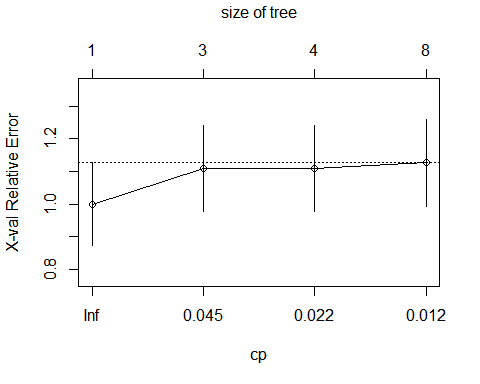 size of tree
1 3 4 8
X-val Relative Error
1.2
1.0
0.8
Inf 0.045 0.022 0.012
cp